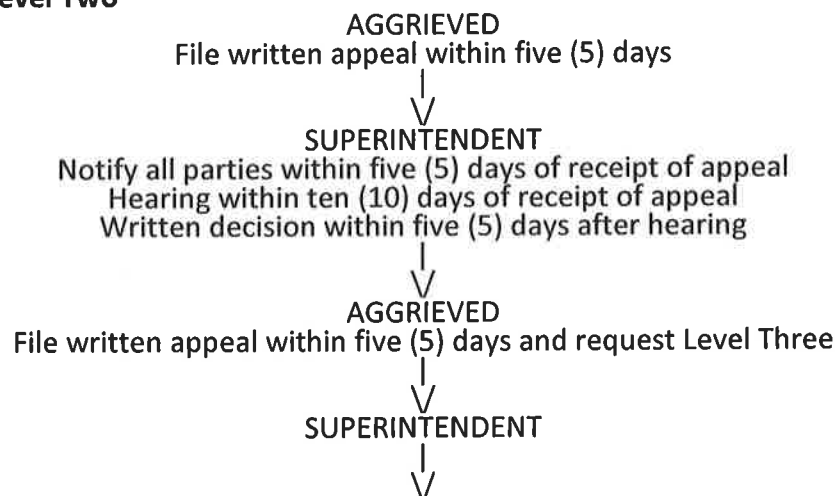 evel Two
AGGRIEVED
File written appeal within five (5) days
SUPERINTENDENT
Notify all parties within five (5) days of receipt of appeal
Hearing within ten (10) days of receipt of appeal
Written decision within five (5) days after hearing
AGGRIEVED
File written appeal within five (5) days and request Level Three
SUPERINTENDENT